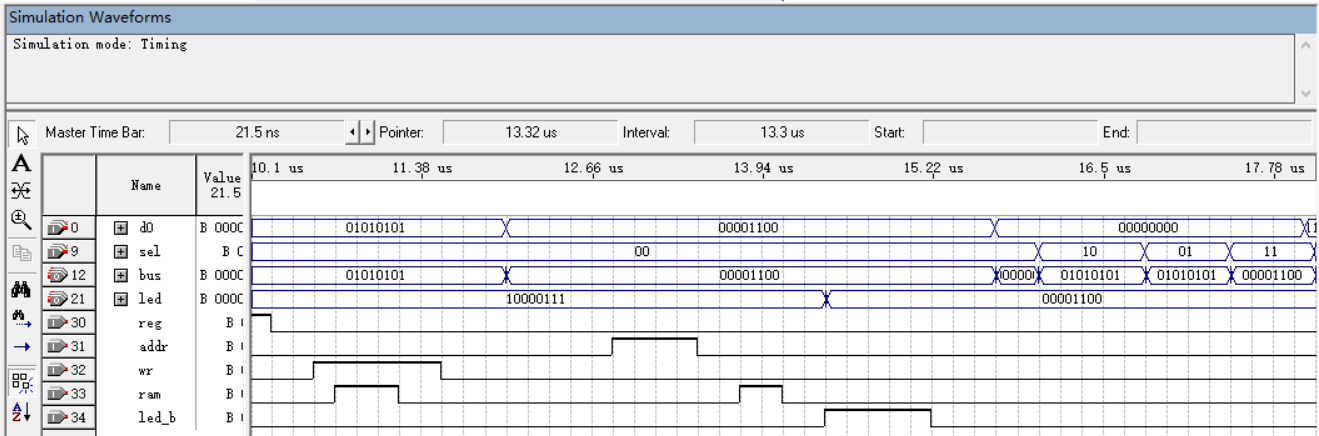 Simulation Waveforms
Simulation mode: Timing
Master Time Bar: 21.5 ns Pointer: 13.32 us Interval: 13.3 us Start: End:
Name Value 21.5 10.1 us 11.38 us 12.66 us 13.94 us 15.22 us 16.5 us 17.78 us
0 d0 B 0000 01010101 00001100 00000000
9 sel B 00 10 01 11
12 bus B 0000 01010101 00001100 0000 01010101 01010101 00001100
21 led B 0000 10000111 00001100
30 reg B
31 addr B
32 wr B
33 ram B
34 led_b B